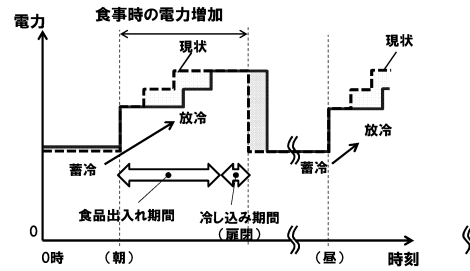 食事時の電力増加
電力
現状
現状
放冷
放冷
蓄冷
蓄冷
食品出入れ期間
冷し込み期間
（扉閉）
0
0時
（朝）
（昼）
時刻